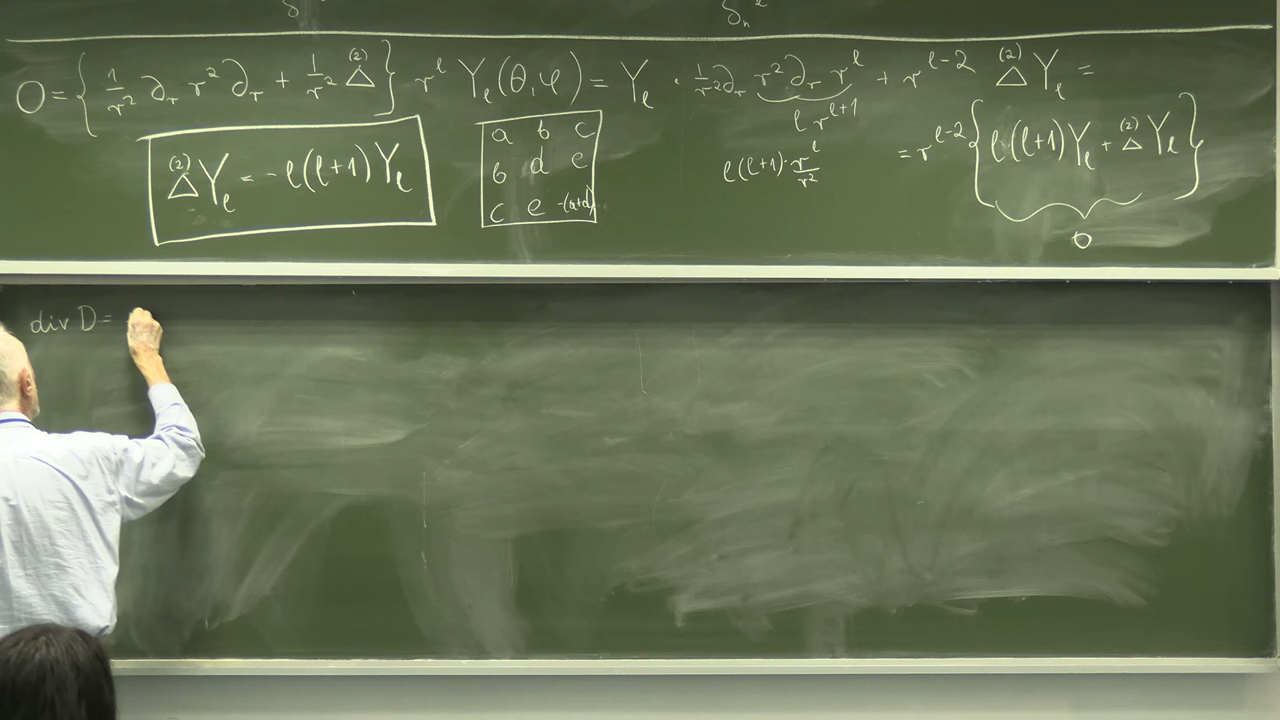 0 = { 1/r² ∂_r r² ∂_r + 1/r² Δ^(2) } r^l Y_l(θ,φ) = Y_l · 1/r² ∂_r r² ∂_r r^l + r^{l-2} Δ^(2) Y_l =
l r^{l+1}
Δ^(2) Y_l = -l(l+1) Y_l
a b c
b d e
c e -(a+d)
l(l+1) · r^l/r²
= r^{l-2} { l(l+1) Y_l + Δ^(2) Y_l }
0
div D =